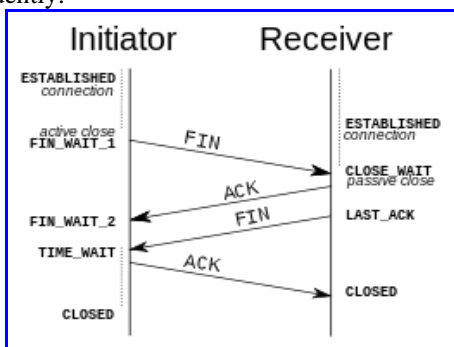 Initiator
Receiver
ESTABLISHED
connection
active close
FIN_WAIT_1
FIN
ESTABLISHED
connection
CLOSE_WAIT
passive close
ACK
FIN_WAIT_2
FIN
LAST_ACK
TIME_WAIT
ACK
CLOSED
CLOSED